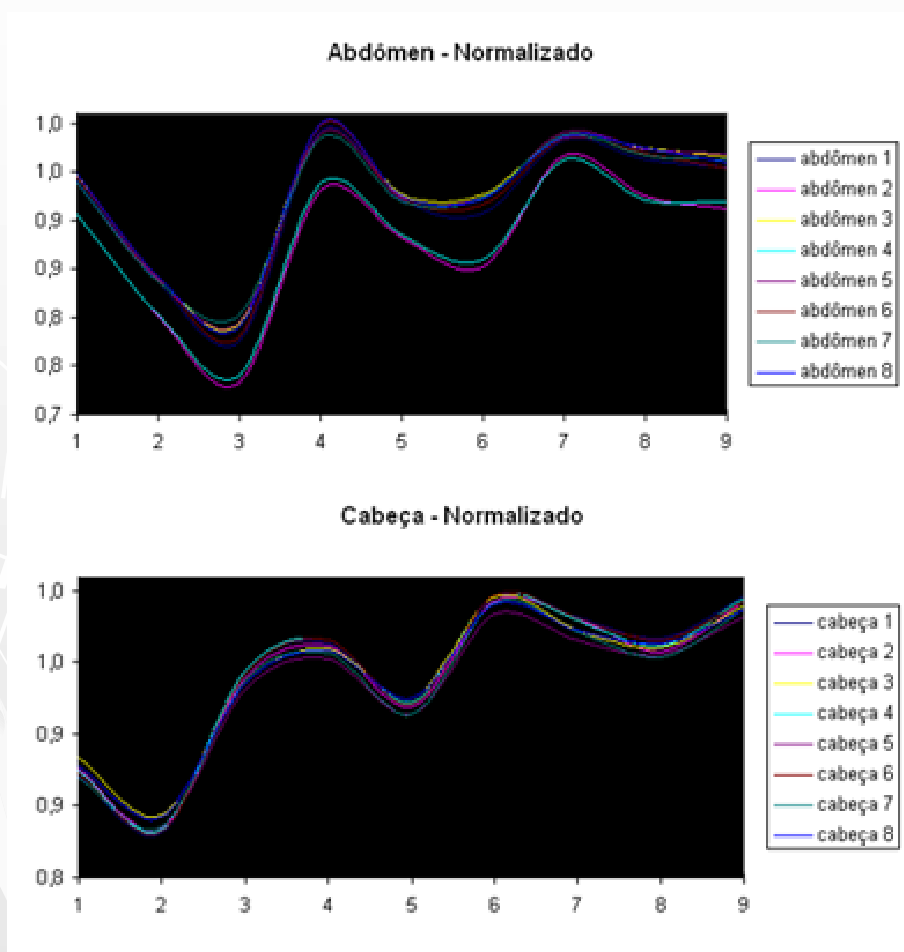 Abdômen - Normalizado
1,0
1,0
0,9
0,9
0,8
0,8
0,7
1 2 3 4 5 6 7 8 9
abdômen 1
abdômen 2
abdômen 3
abdômen 4
abdômen 5
abdômen 6
abdômen 7
abdômen 8
Cabeça - Normalizado
1,0
1,0
0,9
0,9
0,8
1 2 3 4 5 6 7 8 9
cabeça 1
cabeça 2
cabeça 3
cabeça 4
cabeça 5
cabeça 6
cabeça 7
cabeça 8